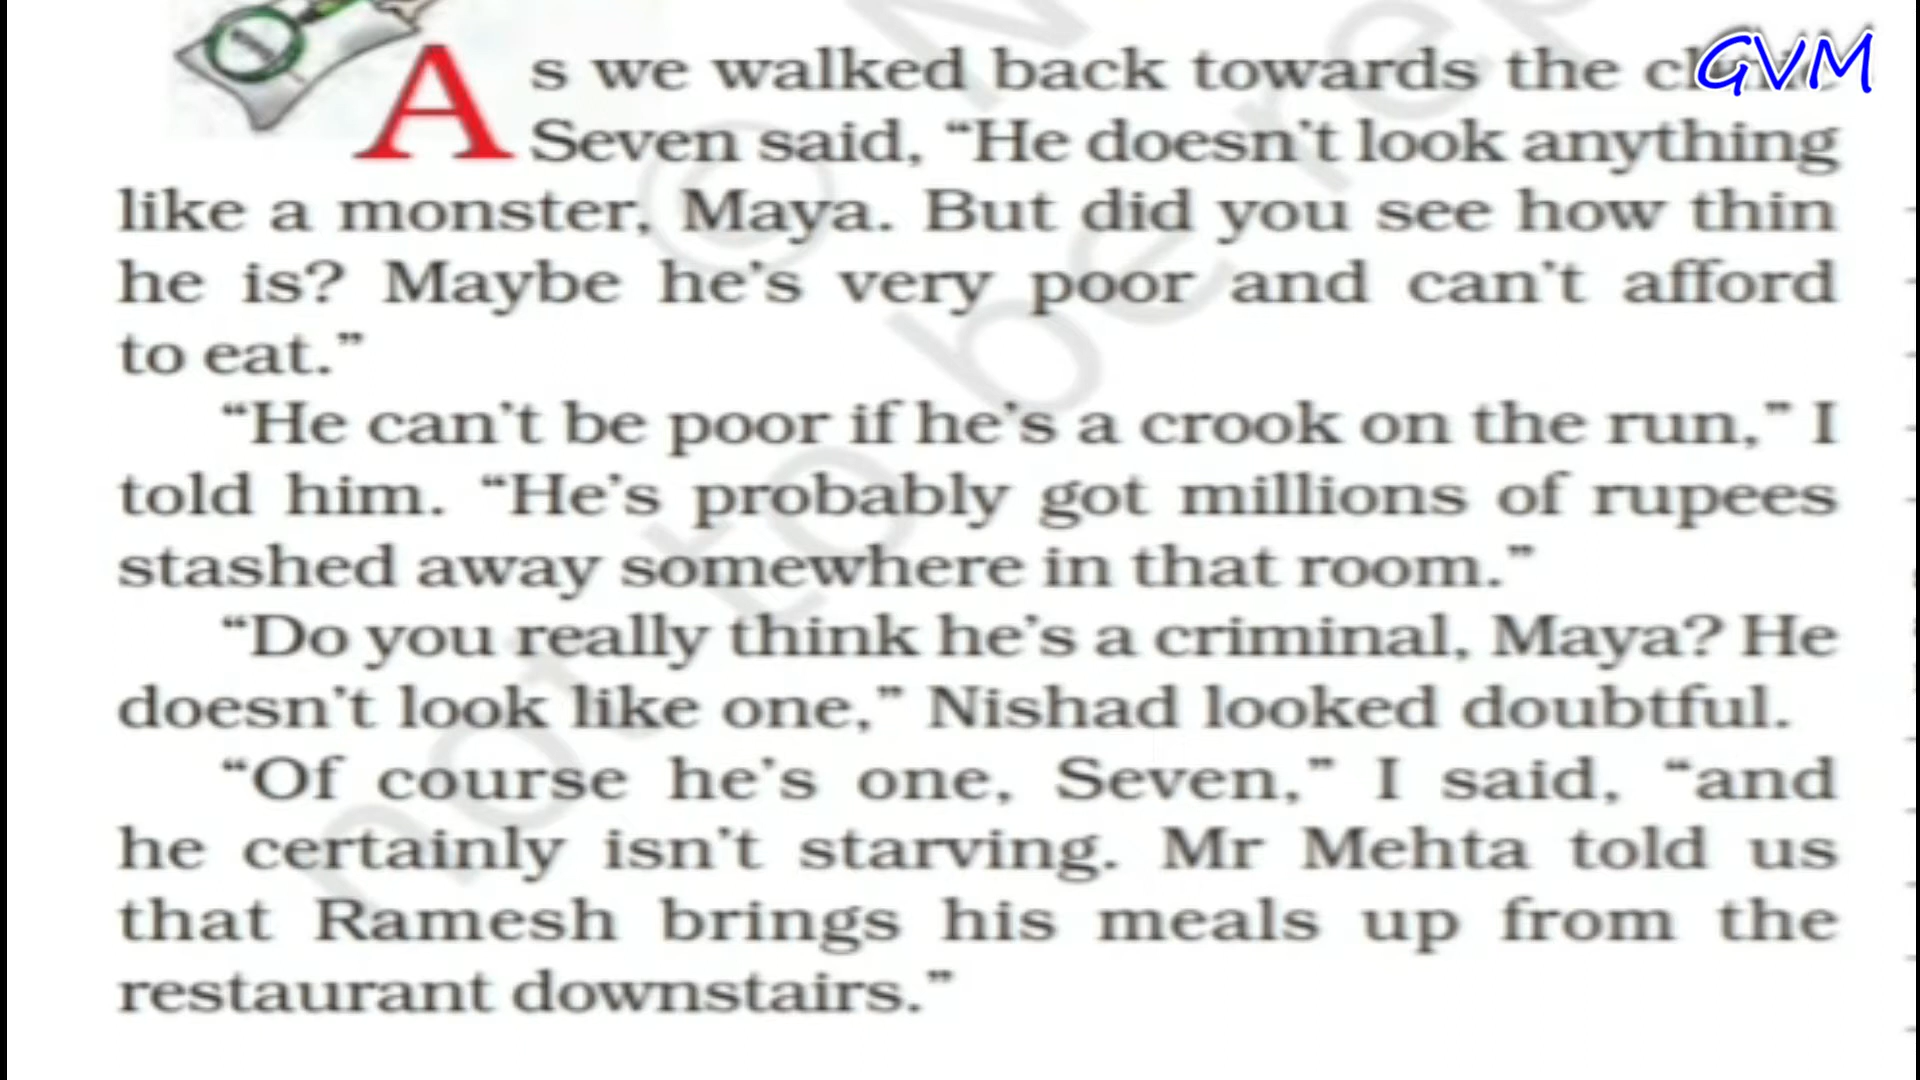 GVM
As we walked back towards the
Seven said, “He doesn’t look anything
like a monster, Maya. But did you see how thin
he is? Maybe he’s very poor and can’t afford
to eat.”
“He can’t be poor if he’s a crook on the run,” I
told him. “He’s probably got millions of rupees
stashed away somewhere in that room.”
“Do you really think he’s a criminal, Maya? He
doesn’t look like one,” Nishad looked doubtful.
“Of course he’s one, Seven,” I said, “and
he certainly isn’t starving. Mr Mehta told us
that Ramesh brings his meals up from the
restaurant downstairs.”
not to be rep